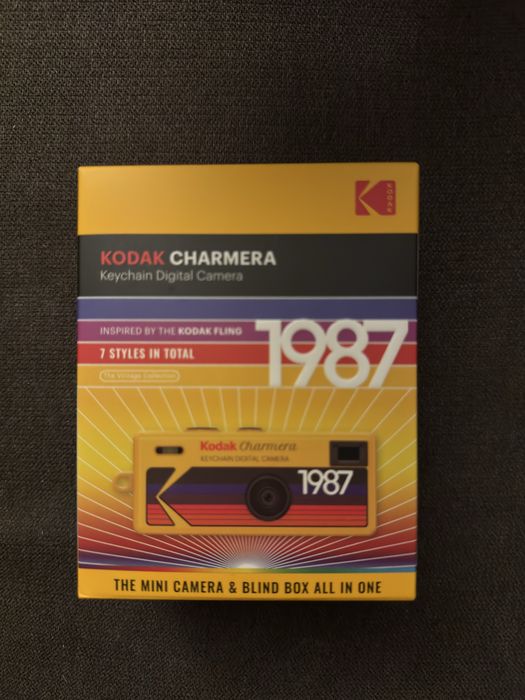 KODAK
KODAK CHARMERA
Keychain Digital Camera
INSPIRED BY THE KODAK FLING
7 STYLES IN TOTAL
1987
The Vintage Collection
Kodak Charmera
KEYCHAIN DIGITAL CAMERA
1987
THE MINI CAMERA & BLIND BOX ALL IN ONE